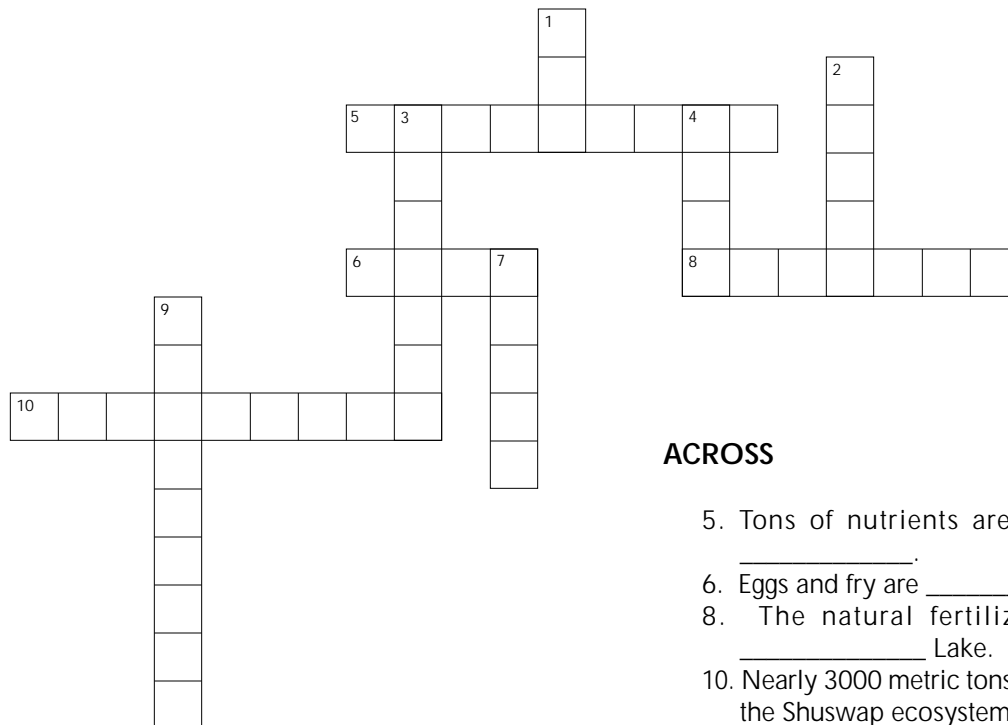 1
2
5 3 4
6 7 8
9
10
ACROSS
5. Tons of nutrients are
_____________.
6. Eggs and fry are ______
8. The natural fertiliz
______________ Lake.
10. Nearly 3000 metric tons
the Shuswap ecosystem